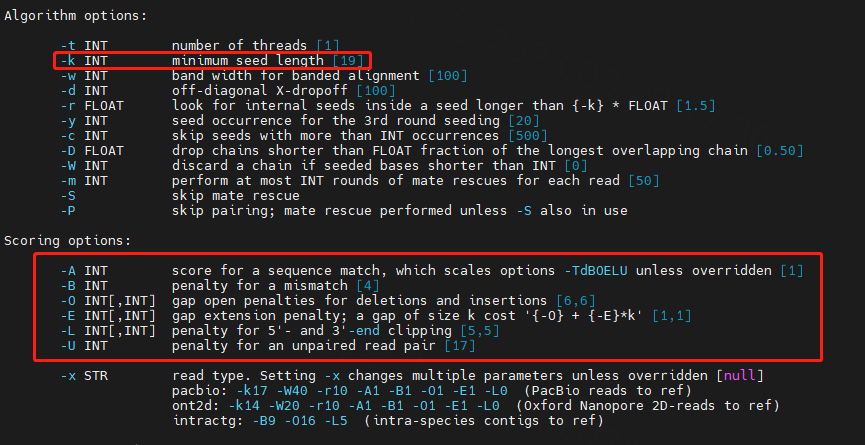 Algorithm options:
-t INT number of threads [1]
-k INT minimum seed length [19]
-w INT band width for banded alignment [100]
-d INT off-diagonal X-dropoff [100]
-r FLOAT look for internal seeds inside a seed longer than {-k} * FLOAT [1.5]
-y INT seed occurrence for the 3rd round seeding [20]
-c INT skip seeds with more than INT occurrences [500]
-D FLOAT drop chains shorter than FLOAT fraction of the longest overlapping chain [0.50]
-W INT discard a chain if seeded bases shorter than INT [0]
-m INT perform at most INT rounds of mate rescues for each read [50]
-S skip mate rescue
-P skip pairing; mate rescue performed unless -S also in use
Scoring options:
-A INT score for a sequence match, which scales options -TdBOELU unless overridden [1]
-B INT penalty for a mismatch [4]
-O INT[,INT] gap open penalties for deletions and insertions [6,6]
-E INT[,INT] gap extension penalty; a gap of size k cost '{-O} + {-E}*k' [1,1]
-L INT[,INT] penalty for 5'- and 3'-end clipping [5,5]
-U INT penalty for an unpaired read pair [17]
-x STR read type. Setting -x changes multiple parameters unless overridden [null]
pacbio: -k17 -W40 -r10 -A1 -B1 -O1 -E1 -L0 (PacBio reads to ref)
ont2d: -k14 -W20 -r10 -A1 -B1 -O1 -E1 -L0 (Oxford Nanopore 2D-reads to ref)
intractg: -B9 -O16 -L5 (intra-species contigs to ref)